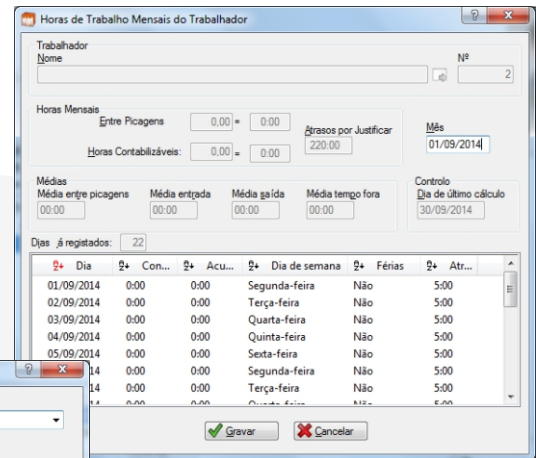 Horas de Trabalho Mensais do Trabalhador
Trabalhador
Nome Nº
2
Horas Mensais
Entre Picagens 0,00 = 0:00 Atrasos por Justificar Mês
Horas Contabilizáveis: 0,00 = 0:00 220:00 01/09/2014
Médias Controlo
Média entre picagens Média entrada Média saída Média tempo fora Dia de último cálculo
00:00 00:00 00:00 00:00 30/09/2014
Dias já registados: 22
Dia Con... Acu... Dia de semana Férias Atr...
01/09/2014 0:00 0:00 Segunda-feira Não 5:00
02/09/2014 0:00 0:00 Terça-feira Não 5:00
03/09/2014 0:00 0:00 Quarta-feira Não 5:00
04/09/2014 0:00 0:00 Quinta-feira Não 5:00
05/09/2014 0:00 0:00 Sexta-feira Não 5:00
14 0:00 0:00 Segunda-feira Não 5:00
14 0:00 0:00 Terça-feira Não 5:00
Gravar Cancelar